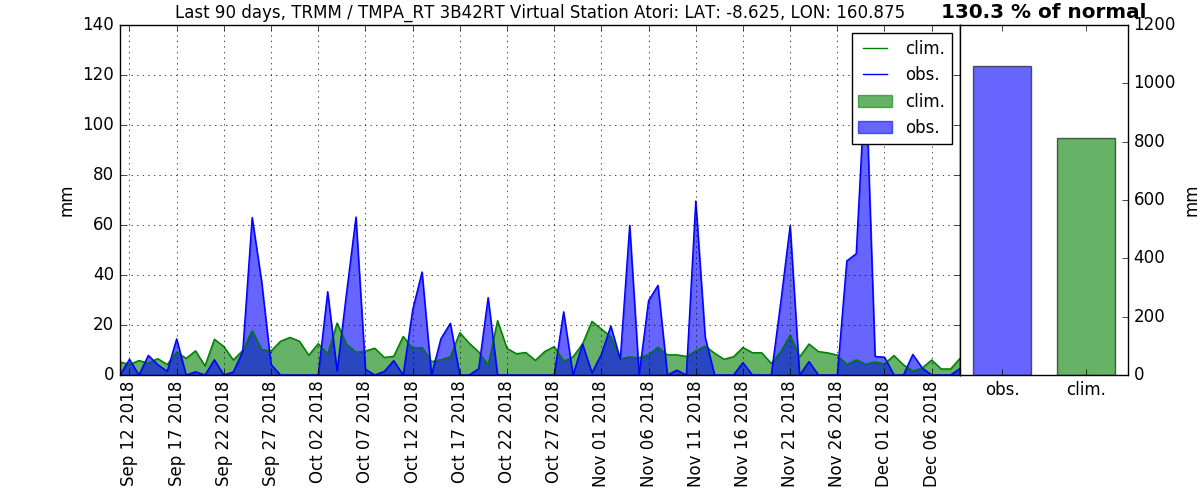 Last 90 days, TRMM / TMPA_RT 3B42RT Virtual Station Atori: LAT: -8.625, LON: 160.875
130.3 % of normal
140
120
100
80
60
40
20
0
mm
clim.
obs.
clim.
obs.
1200
1000
800
600
400
200
0
mm
obs.
clim.
Sep 12 2018
Sep 17 2018
Sep 22 2018
Sep 27 2018
Oct 02 2018
Oct 07 2018
Oct 12 2018
Oct 17 2018
Oct 22 2018
Oct 27 2018
Nov 01 2018
Nov 06 2018
Nov 11 2018
Nov 16 2018
Nov 21 2018
Nov 26 2018
Dec 01 2018
Dec 06 2018